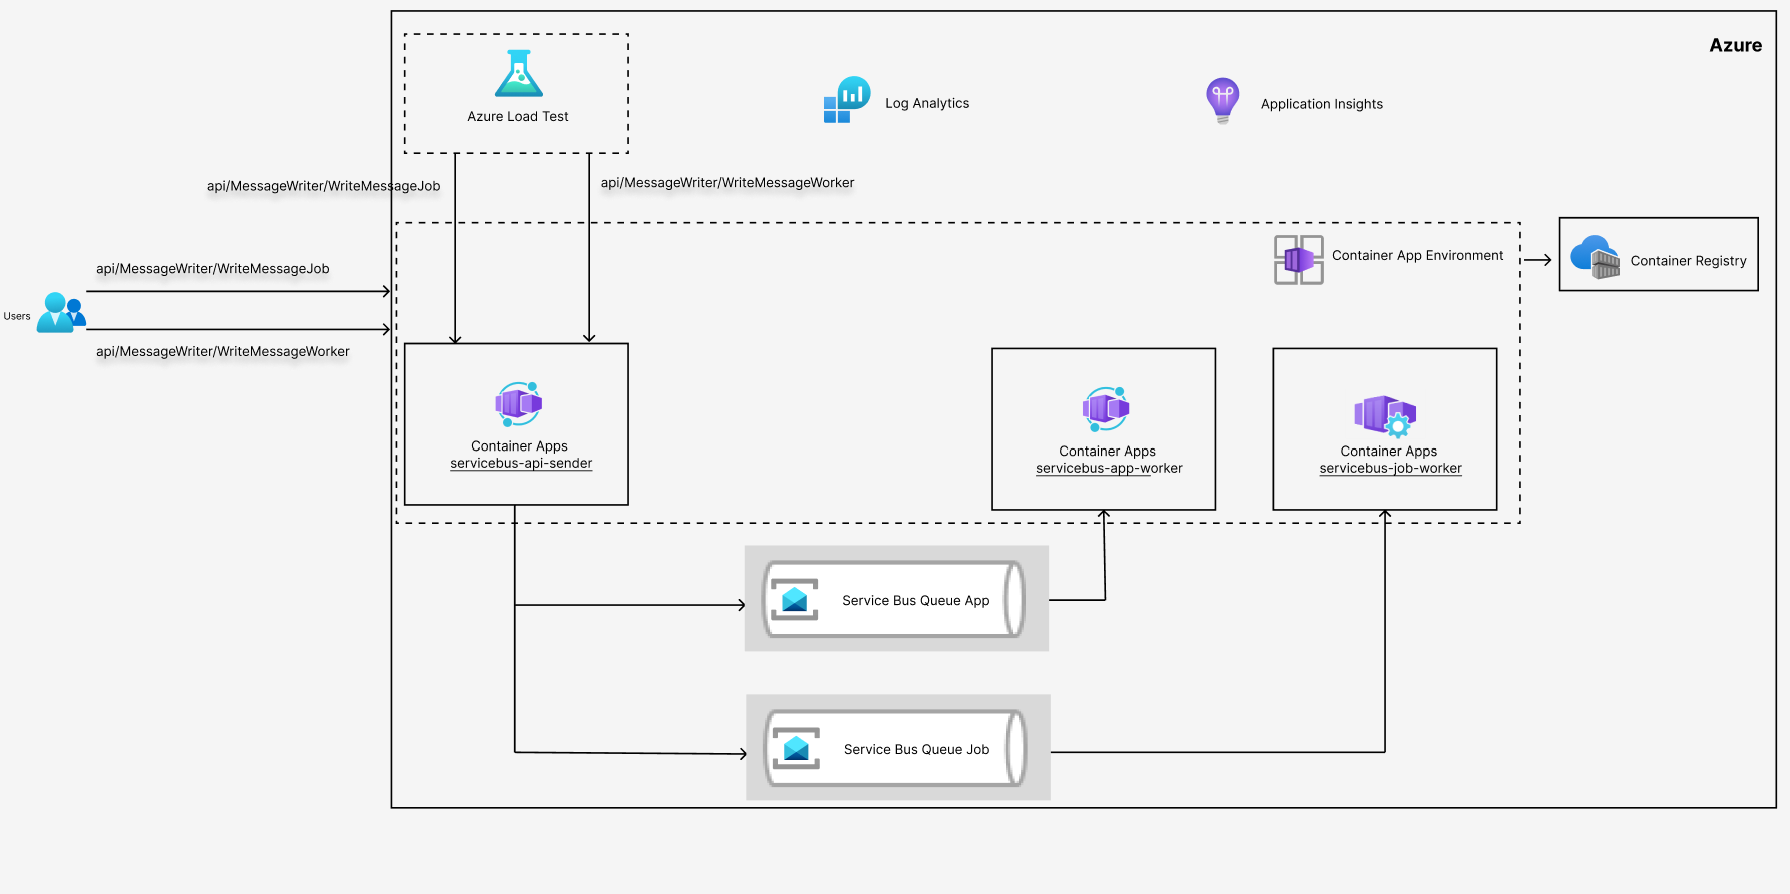 Azure
Azure Load Test
Log Analytics
Application Insights
api/MessageWriter/WriteMessageJob
api/MessageWriter/WriteMessageWorker
Container App Environment
Container Registry
api/MessageWriter/WriteMessageJob
Users
api/MessageWriter/WriteMessageWorker
Container Apps
servicebus-api-sender
Container Apps
servicebus-app-worker
Container Apps
servicebus-job-worker
Service Bus Queue App
Service Bus Queue Job